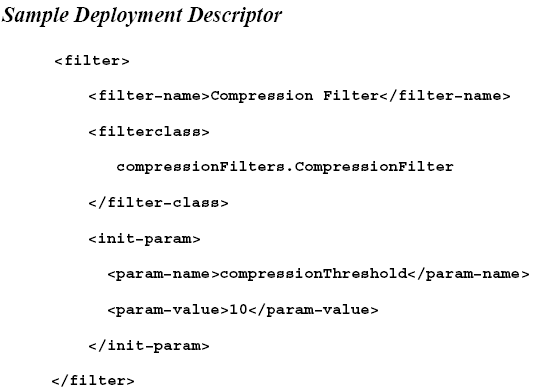 Sample Deployment Descriptor
<filter>
<filter-name>Compression Filter</filter-name>
<filterclass>
compressionFilters.CompressionFilter
</filter-class>
<init-param>
<param-name>compressionThreshold</param-name>
<param-value>10</param-value>
</init-param>
</filter>